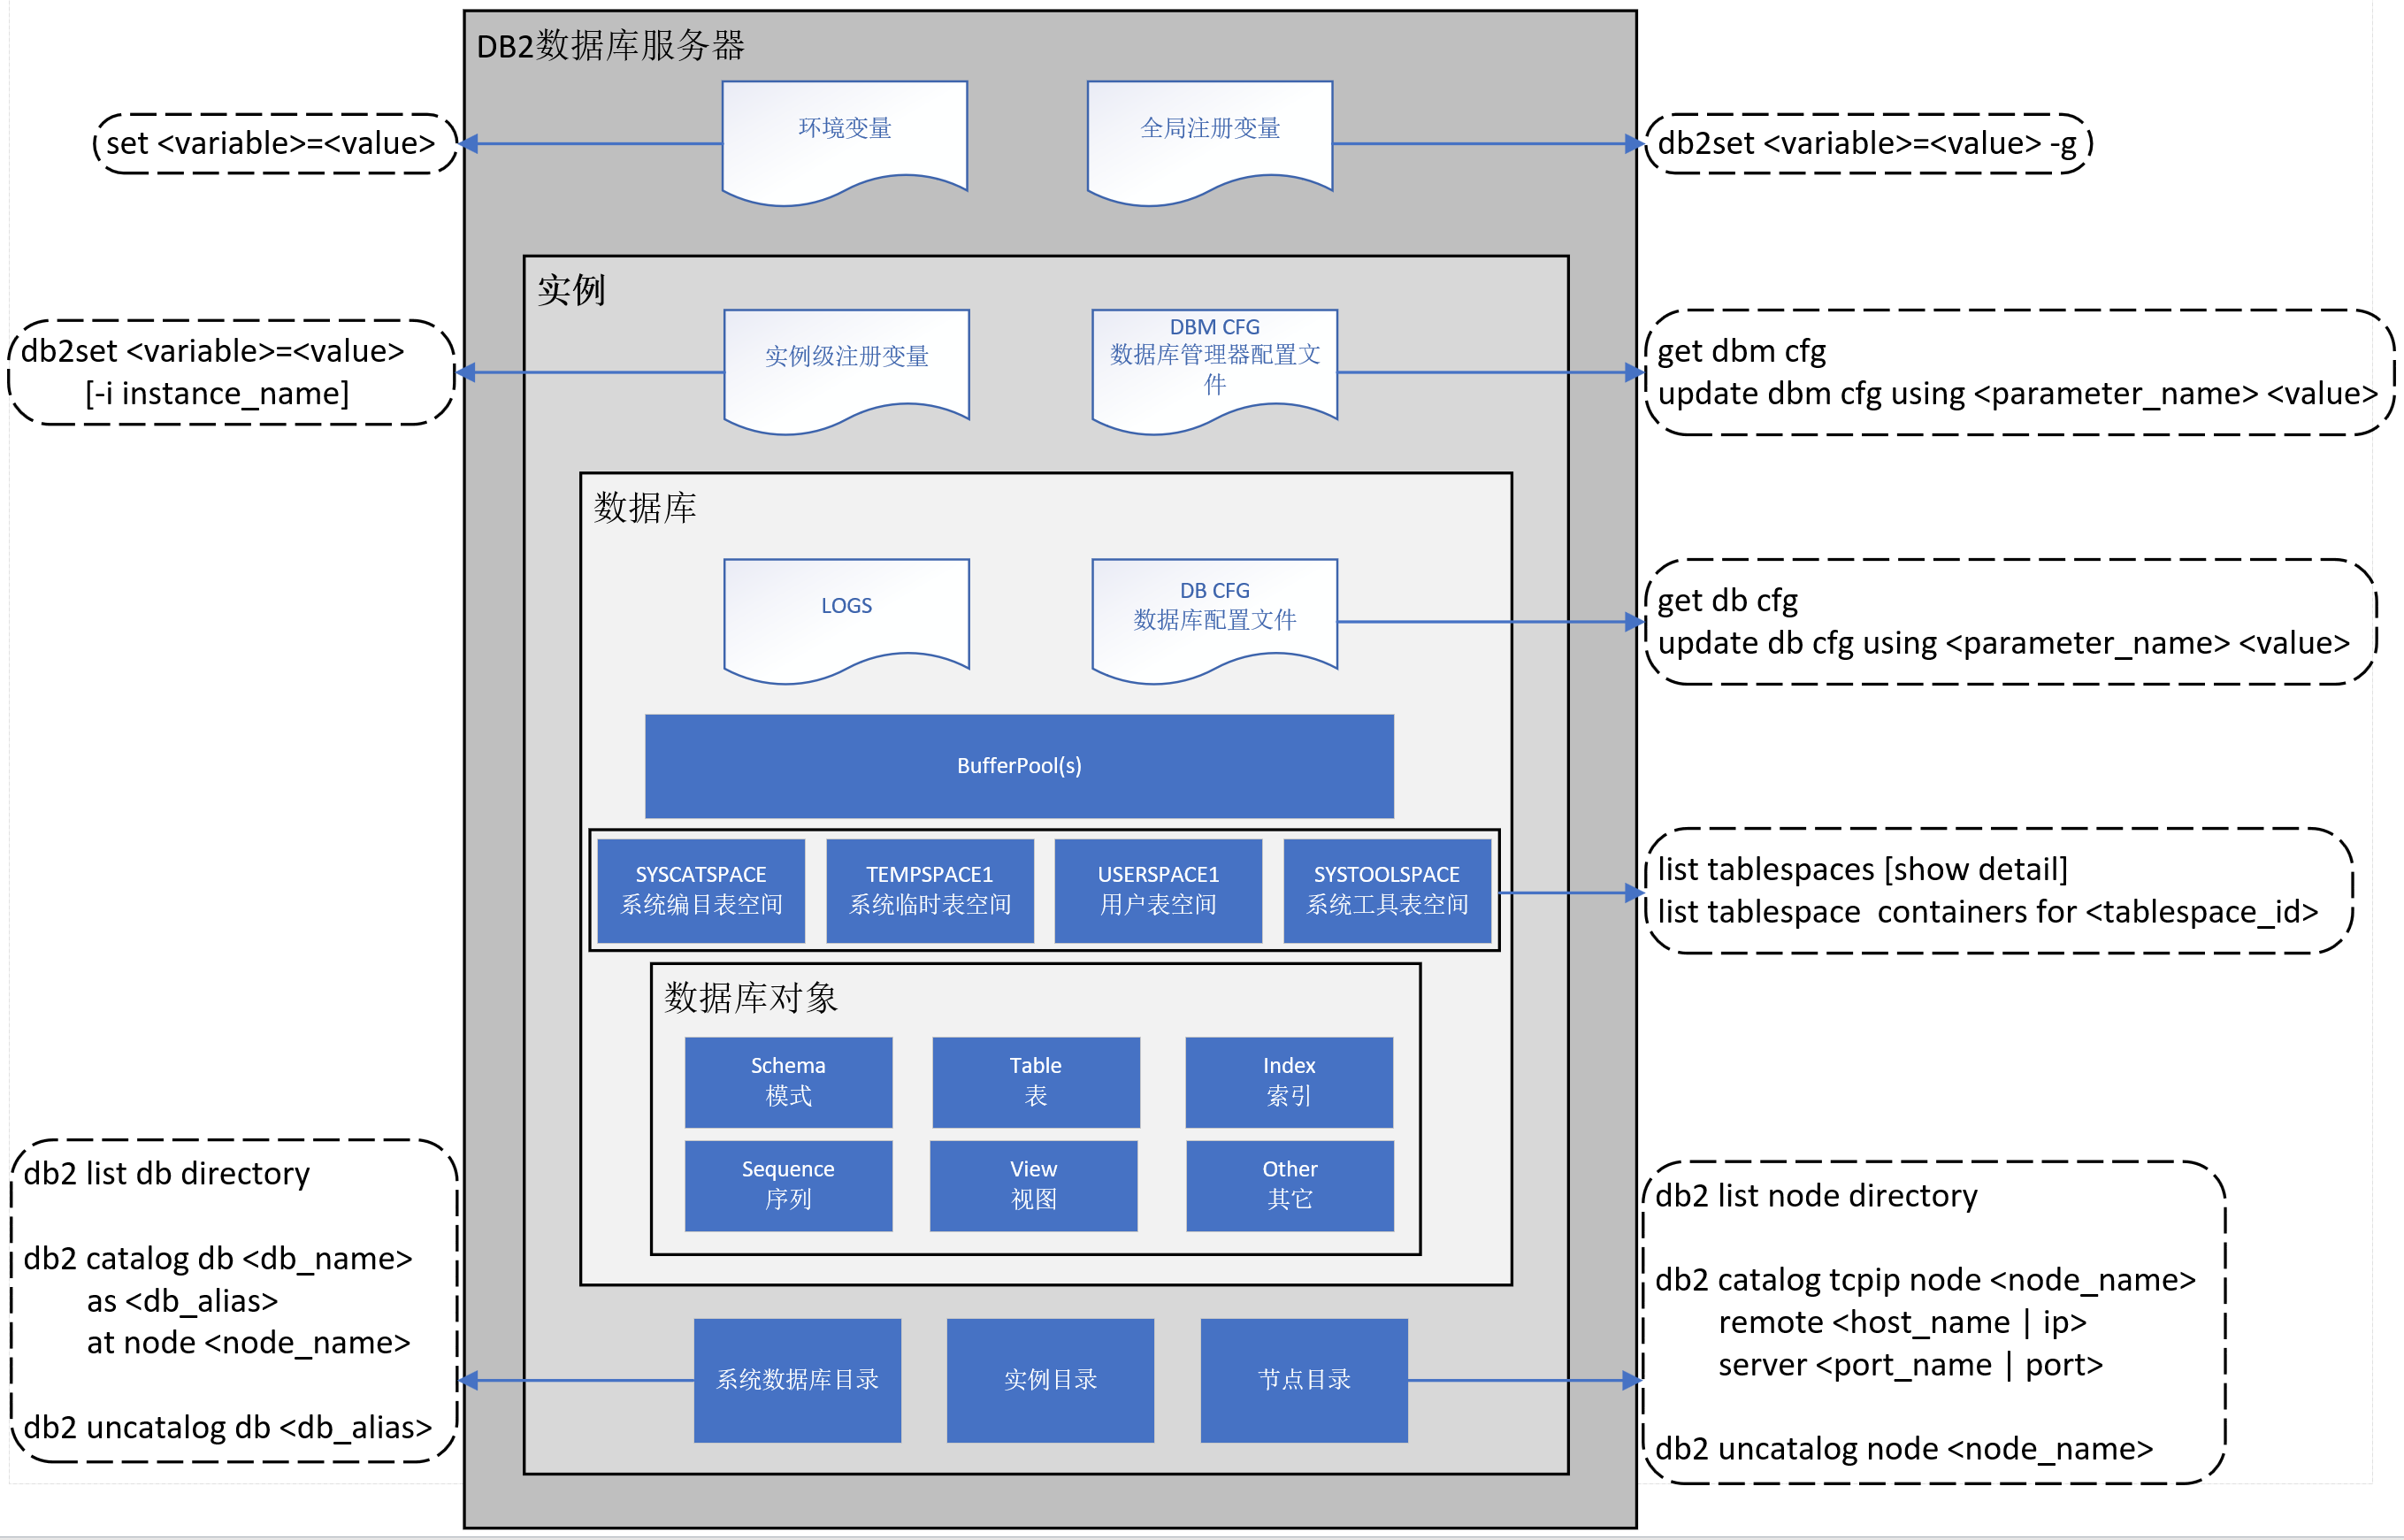 DB2数据库服务器
环境变量
全局注册变量
set <variable>=<value>
db2set <variable>=<value> -g
实例
实例级注册变量
DBM CFG
数据库管理器配置文
件
db2set <variable>=<value>
[-i instance_name]
get dbm cfg
update dbm cfg using <parameter_name> <value>
数据库
LOGS
DB CFG
数据库配置文件
get db cfg
update db cfg using <parameter_name> <value>
BufferPool(s)
SYSCATSPACE
系统编目表空间
TEMPSPACE1
系统临时表空间
USERSPACE1
用户表空间
SYSTOOLSPACE
系统工具表空间
list tablespaces [show detail]
list tablespace  containers for <tablespace_id>
数据库对象
Schema
模式
Table
表
Index
索引
Sequence
序列
View
视图
Other
其它
db2 list db directory
db2 catalog db <db_name>
as <db_alias>
at node <node_name>
db2 uncatalog db <db_alias>
系统数据库目录
实例目录
节点目录
db2 list node directory
db2 catalog tcpip node <node_name>
remote <host_name | ip>
server <port_name | port>
db2 uncatalog node <node_name>